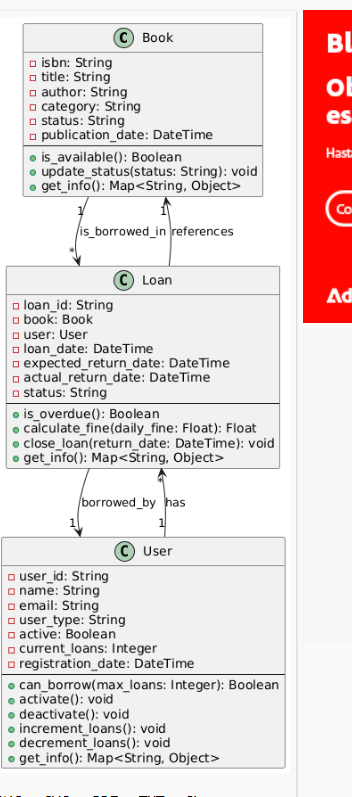 C Book
isbn: String
title: String
author: String
category: String
status: String
publication_date: DateTime
is_available(): Boolean
update_status(status: String): void
get_info(): Map<String, Object>
1 1
is_borrowed_in references
*
C Loan
loan_id: String
book: Book
user: User
loan_date: DateTime
expected_return_date: DateTime
actual_return_date: DateTime
status: String
is_overdue(): Boolean
calculate_fine(daily_fine: Float): Float
close_loan(return_date: DateTime): void
get_info(): Map<String, Object>
*
borrowed_by has
1 1
C User
user_id: String
name: String
email: String
user_type: String
active: Boolean
current_loans: Integer
registration_date: DateTime
can_borrow(max_loans: Integer): Boolean
activate(): void
deactivate(): void
increment_loans(): void
decrement_loans(): void
get_info(): Map<String, Object>
Bl
Ob
es
Hast
Co
Ad